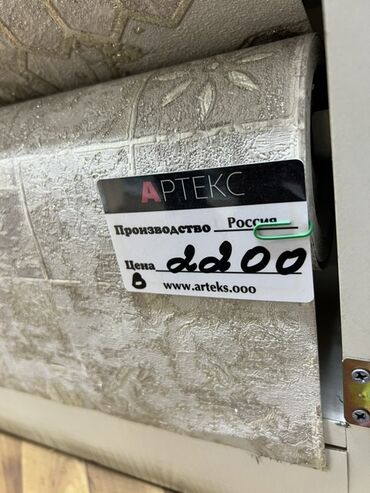 АРТЕКС
Производство Россия
Цена 2200
www.arteks.ooo